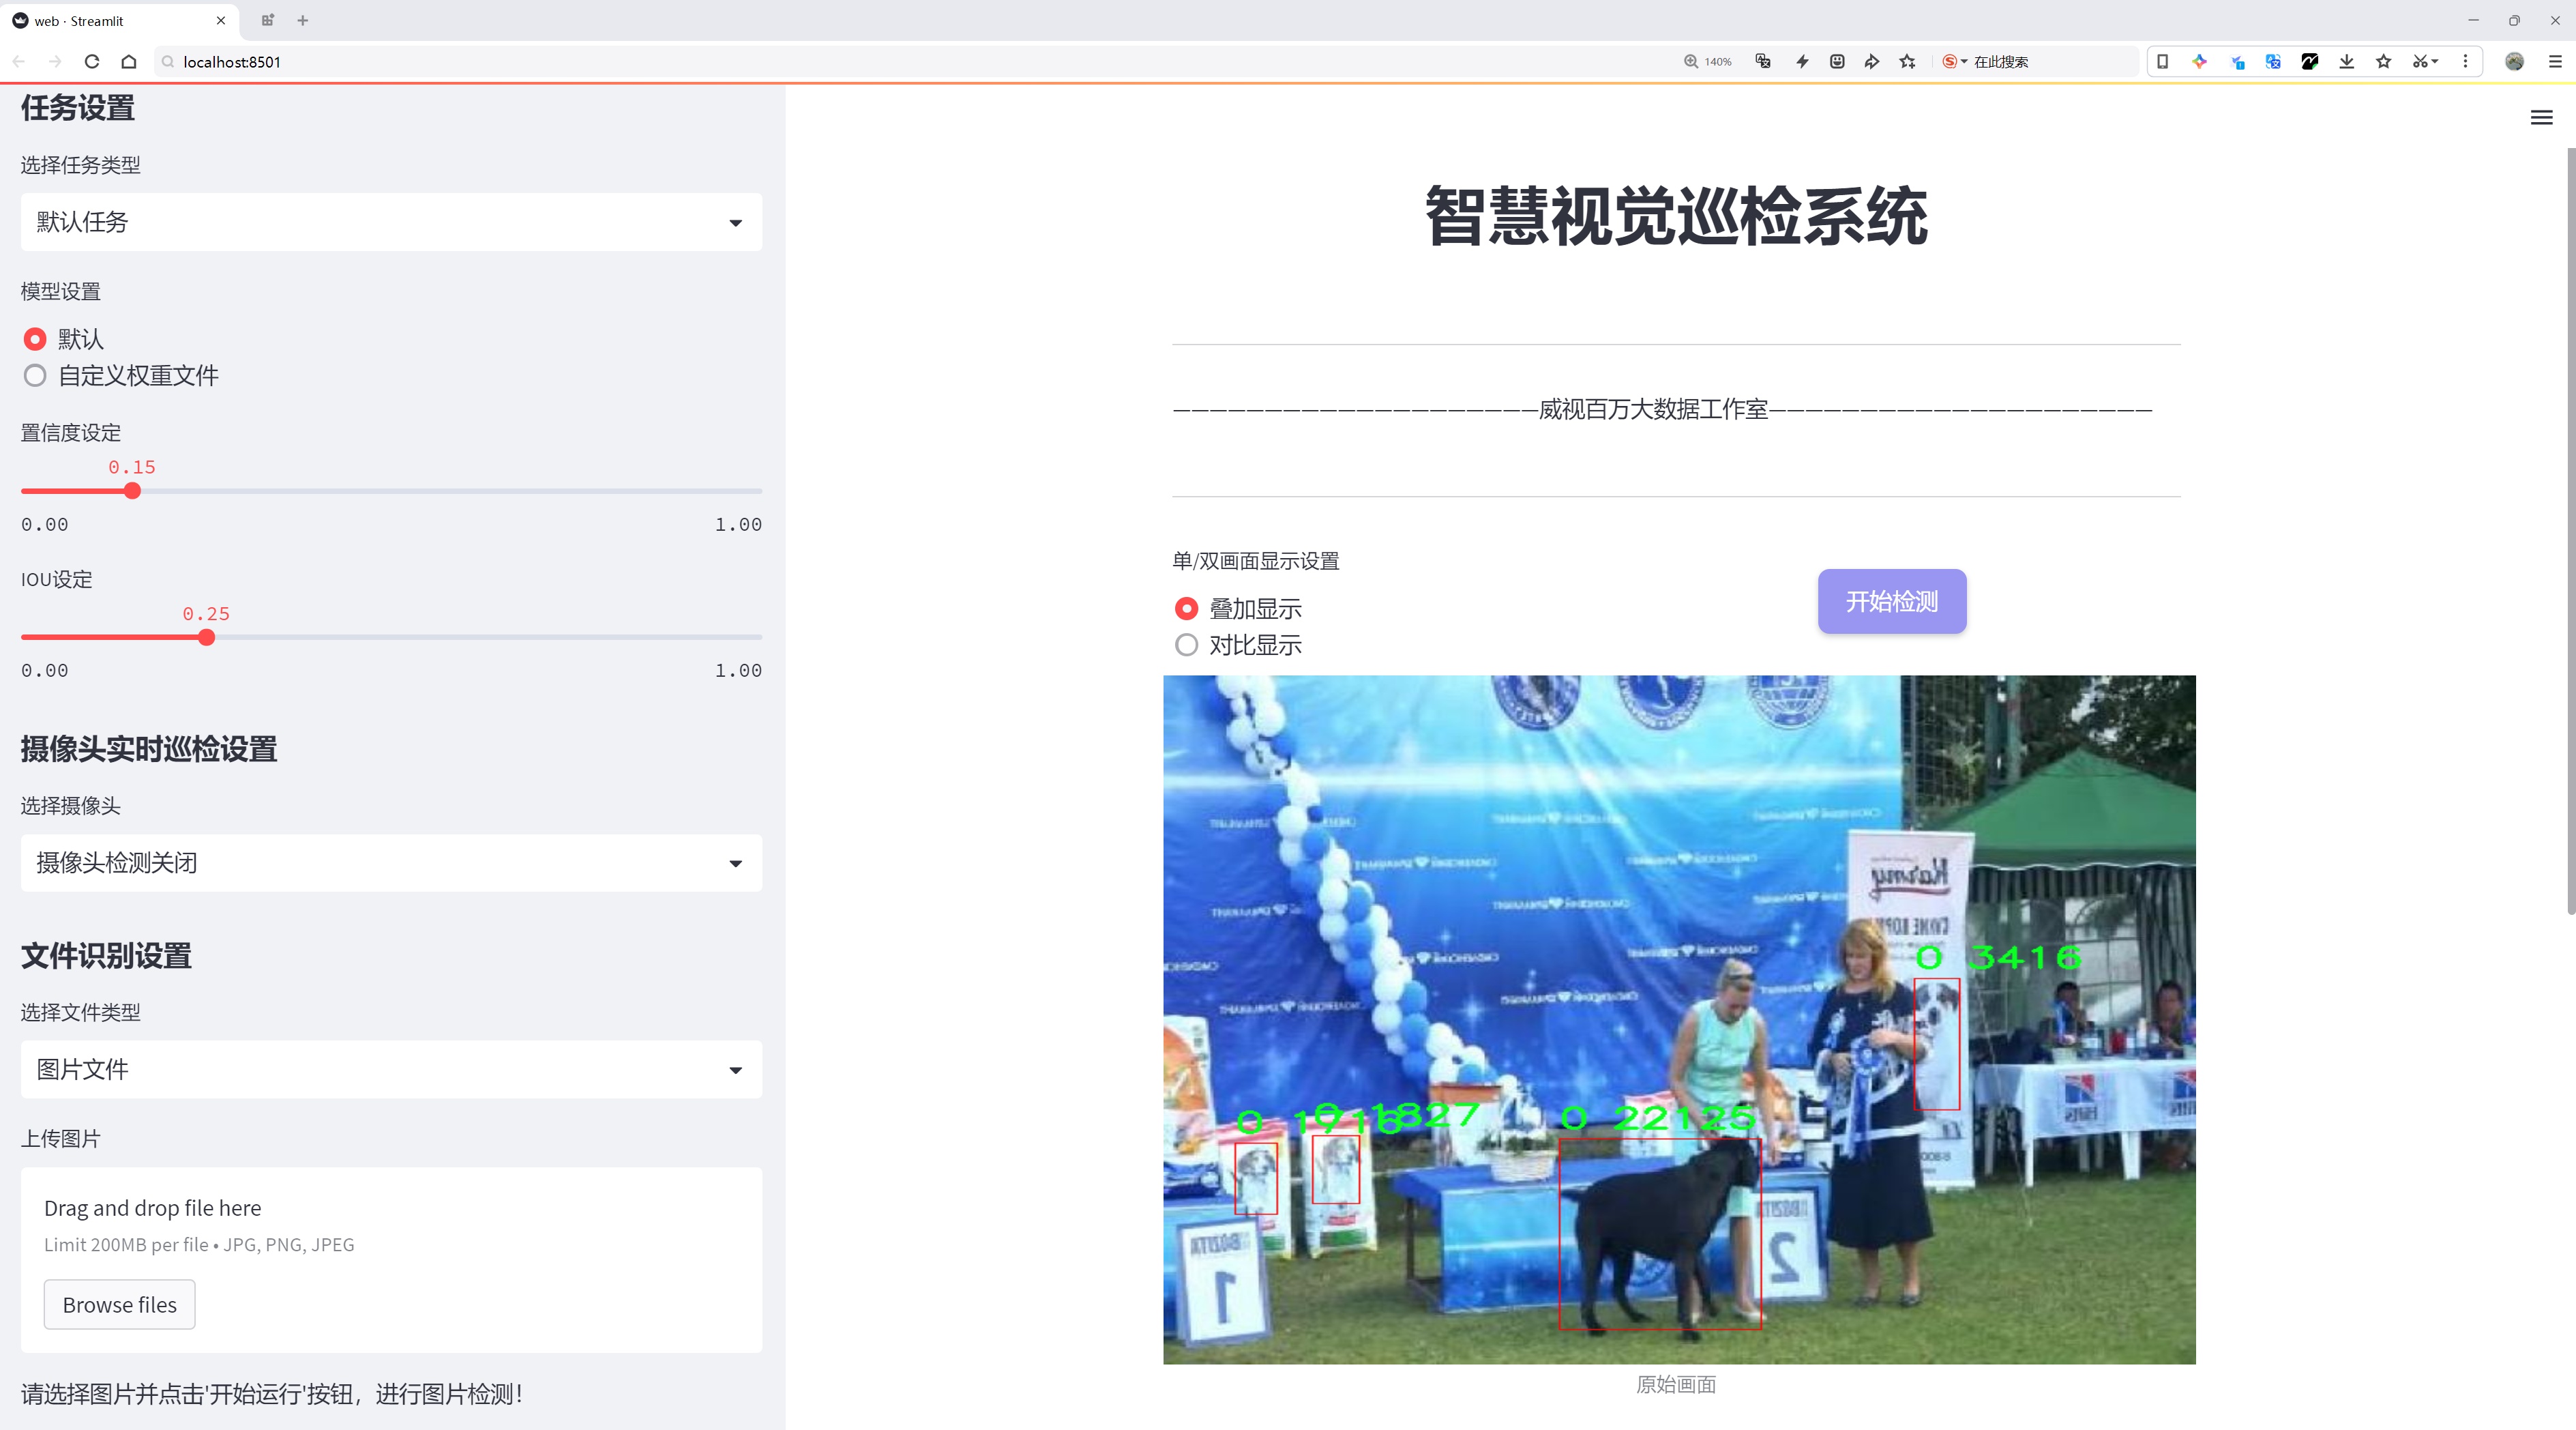 web · Streamlit
localhost:8501
140%
在此搜索
任务设置
选择任务类型
默认任务
模型设置
默认
自定义权重文件
置信度设定
0.15
0.00
1.00
IOU设定
0.25
0.00
1.00
摄像头实时巡检设置
选择摄像头
摄像头检测关闭
文件识别设置
选择文件类型
图片文件
上传图片
Drag and drop file here
Limit 200MB per file • JPG, PNG, JPEG
Browse files
请选择图片并点击'开始运行'按钮，进行图片检测！
智慧视觉巡检系统
————————————————————威视百万大数据工作室—————————————————————
单/双画面显示设置
叠加显示
对比显示
开始检测
Karmy
0 3416
0 22125
BOZITA
1
2
原始画面